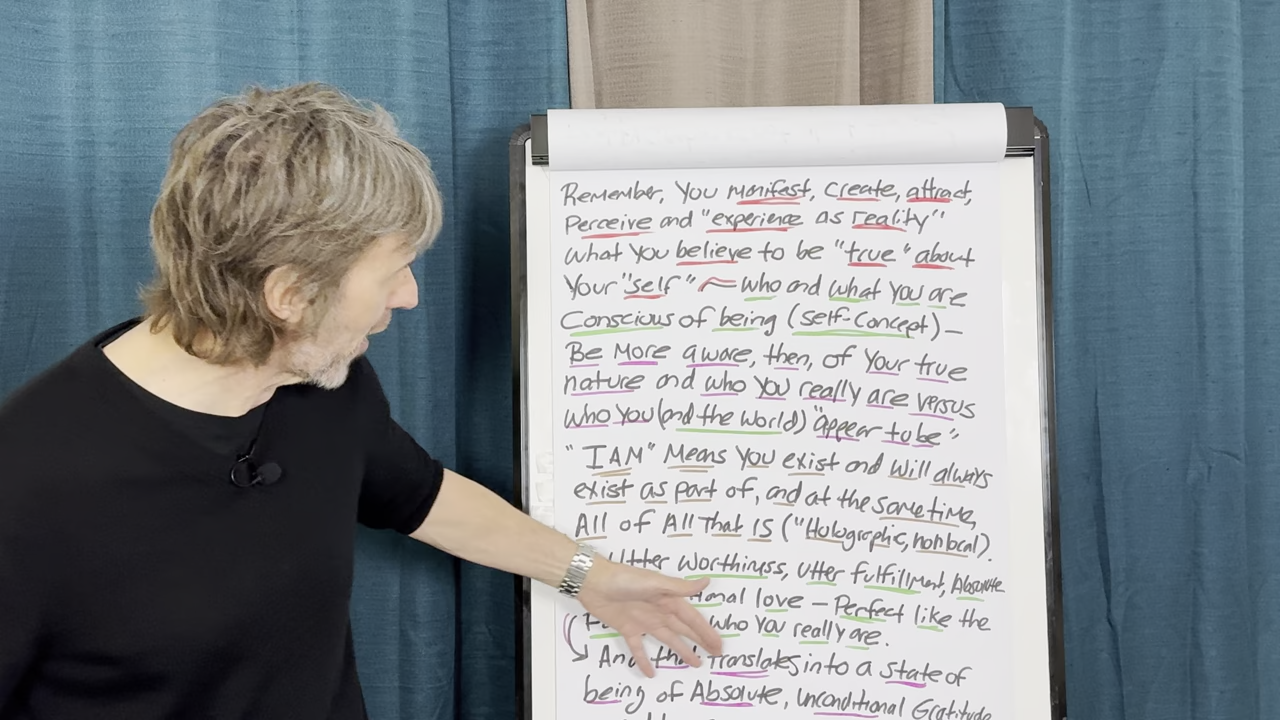 Remember, You manifest, create, attract,
Perceive and "experience as reality"
what You believe to be "true" about
Your "self" – who and what You are
Conscious of being (self-concept) –
Be More aware, then, of Your true
nature and who You really are versus
who You (and the world) "appear to be"
"I AM" Means You exist and will always
exist as part of, and at the same time,
All of All That IS ("Holographic, nonlocal).
utter worthiness, utter fulfillment, Absolute
love – Perfect like the
who You really are.
And that translates into a state of
being of Absolute, unconditional Gratitude